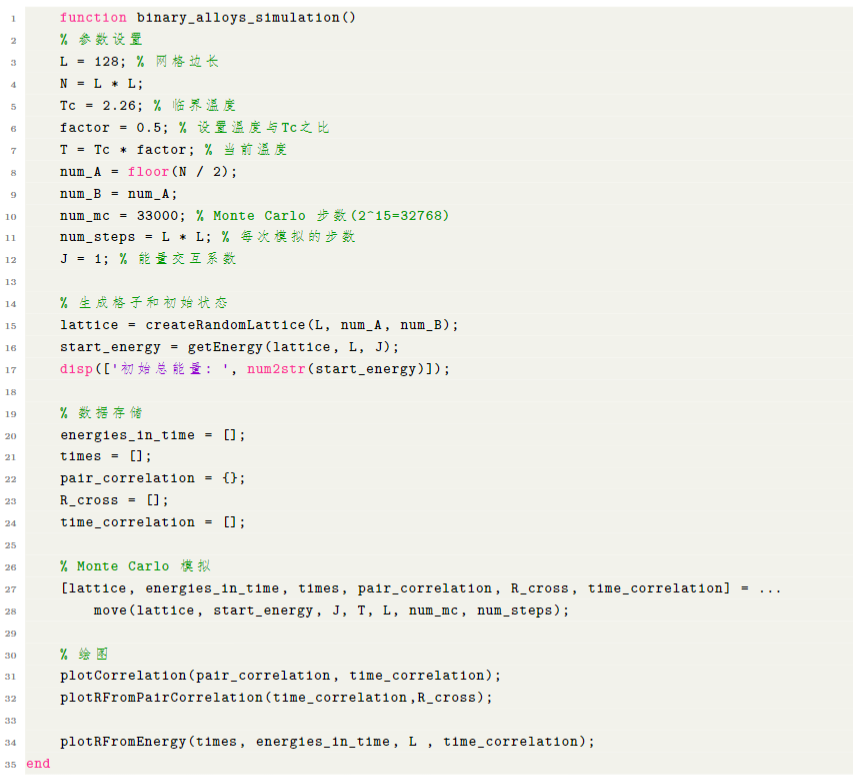 1 function binary_alloys_simulation()
2 % 参数设置
3 L = 128; % 网格边长
4 N = L * L;
5 Tc = 2.26; % 临界温度
6 factor = 0.5; % 设置温度与Tc之比
7 T = Tc * factor; % 当前温度
8 num_A = floor(N / 2);
9 num_B = num_A;
10 num_mc = 33000; % Monte Carlo 步数(2^15=32768)
11 num_steps = L * L; % 每次模拟的步数
12 J = 1; % 能量交互系数
13
14 % 生成格子和初始状态
15 lattice = createRandomLattice(L, num_A, num_B);
16 start_energy = getEnergy(lattice, L, J);
17 disp(['初始总能量: ', num2str(start_energy)]);
18
19 % 数据存储
20 energies_in_time = [];
21 times = [];
22 pair_correlation = {};
23 R_cross = [];
24 time_correlation = [];
25
26 % Monte Carlo 模拟
27 [lattice, energies_in_time, times, pair_correlation, R_cross, time_correlation] = ...
28 move(lattice, start_energy, J, T, L, num_mc, num_steps);
29
30 % 绘图
31 plotCorrelation(pair_correlation, time_correlation);
32 plotRFromPairCorrelation(time_correlation,R_cross);
33
34 plotRFromEnergy(times, energies_in_time, L , time_correlation);
35 end